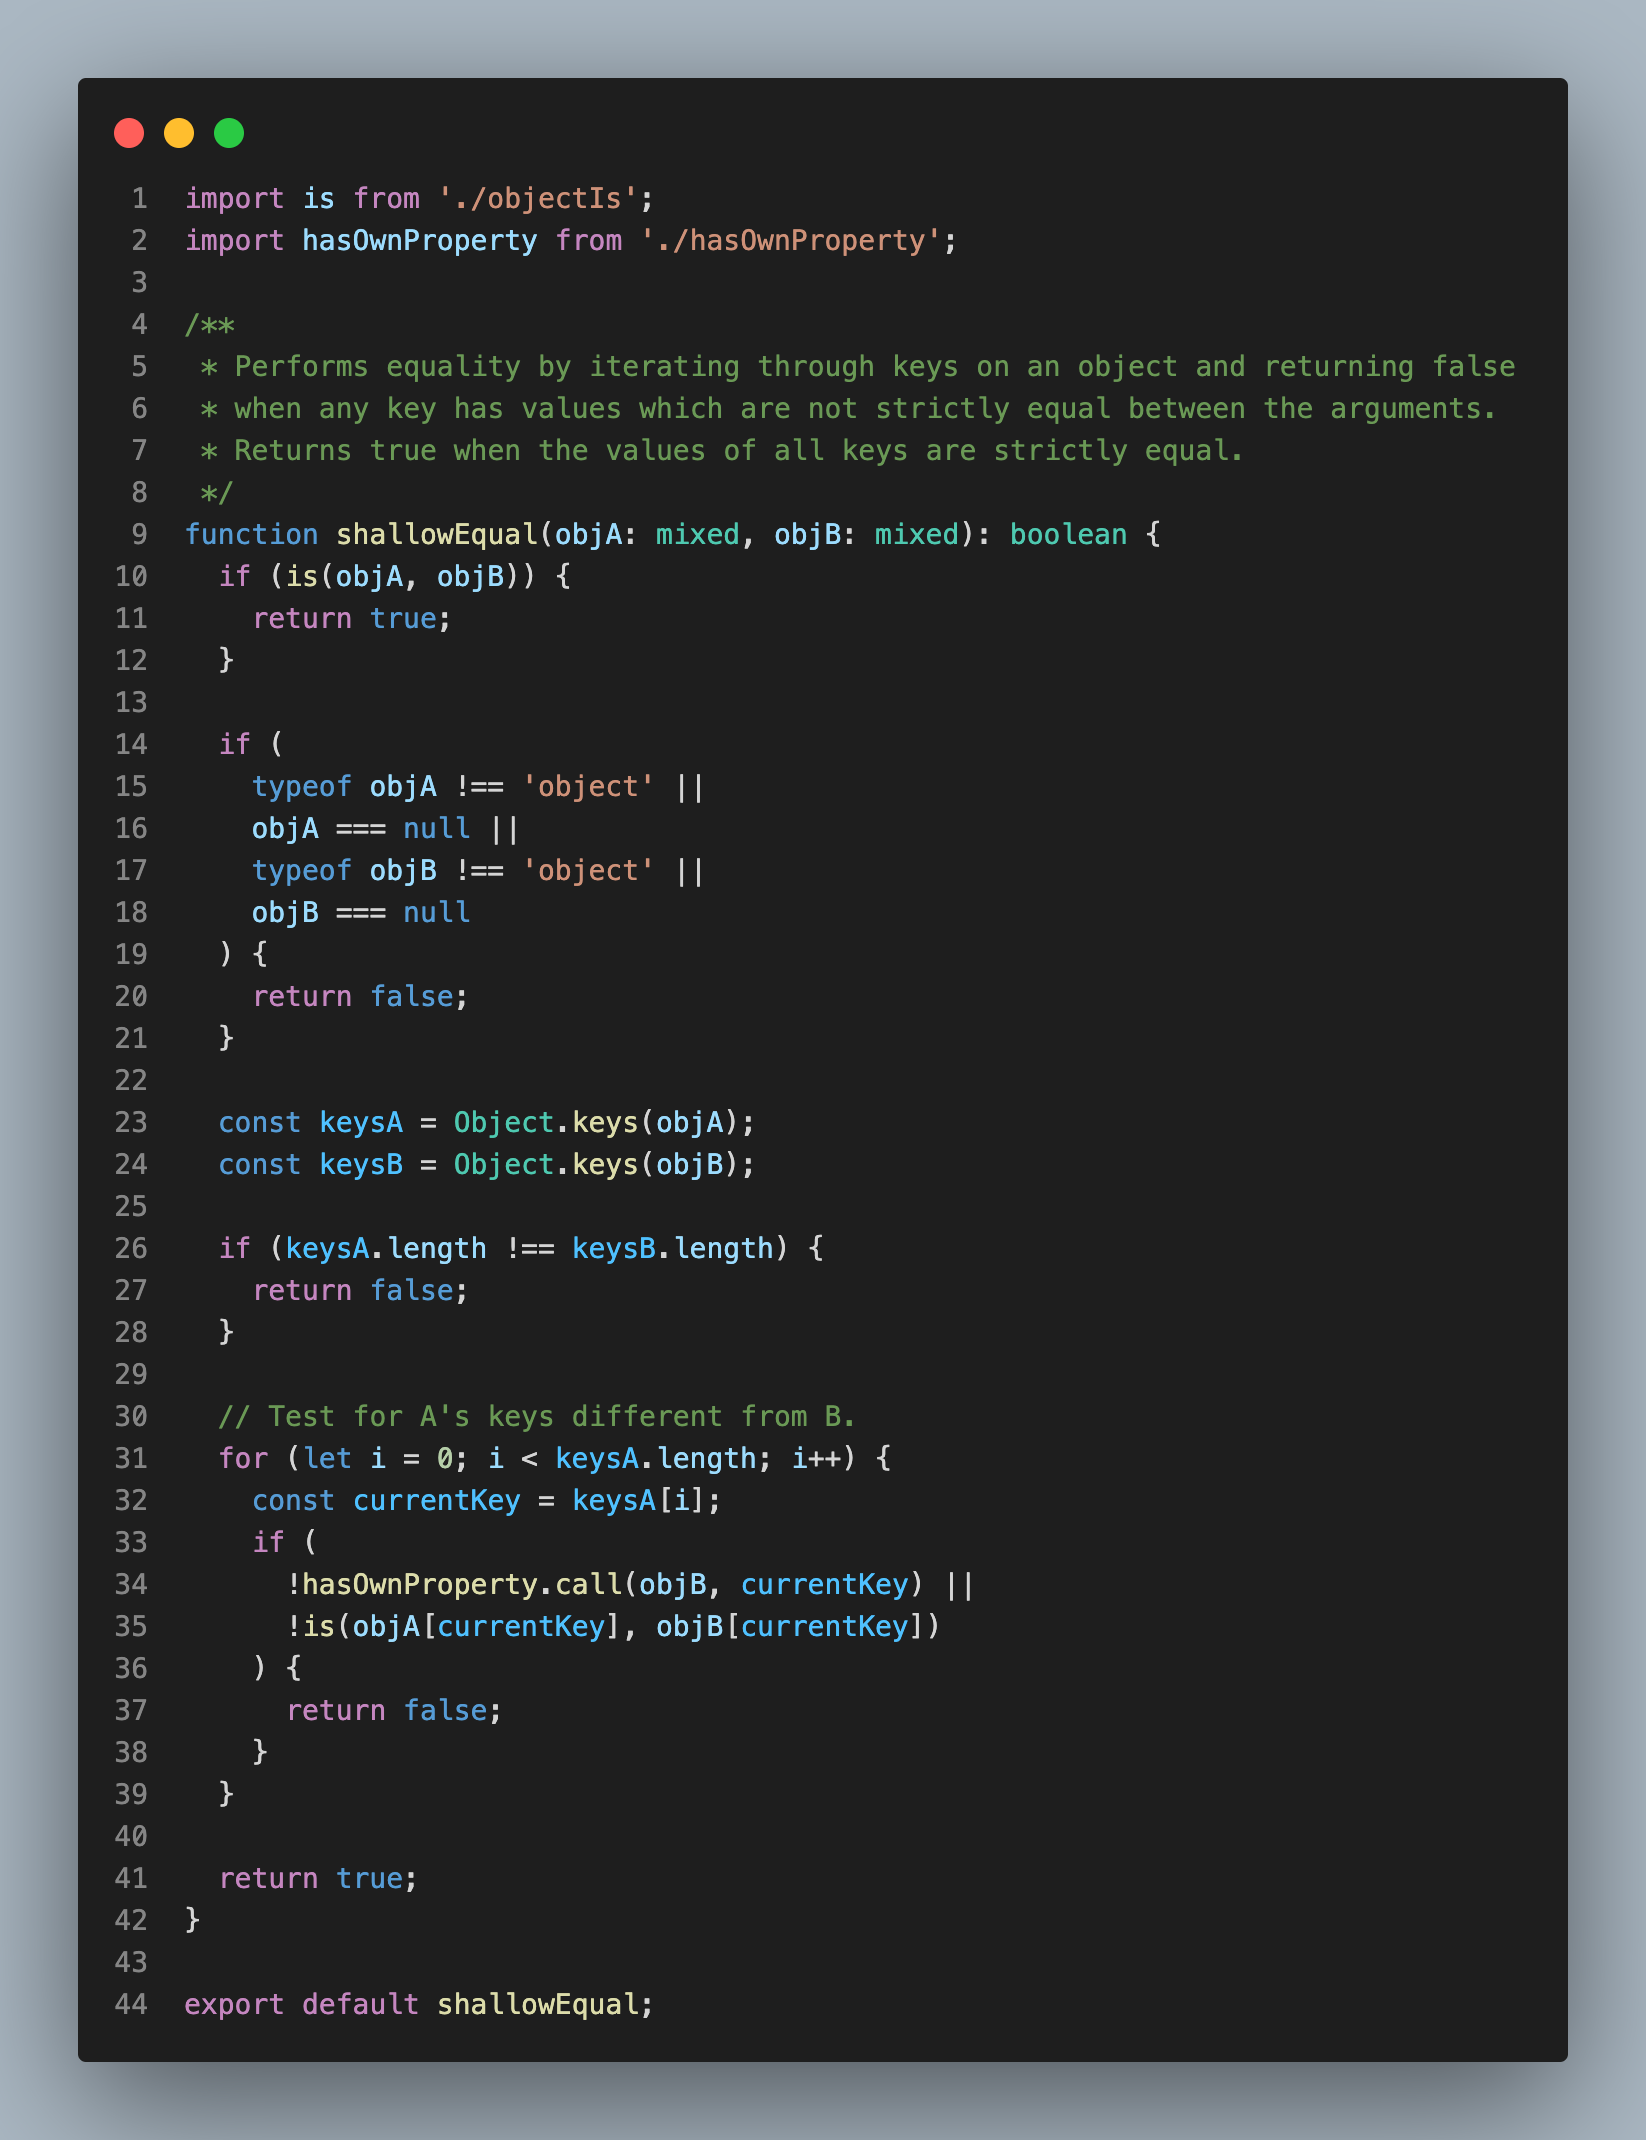 1 import is from './objectIs';
2 import hasOwnProperty from './hasOwnProperty';
3
4 /**
5  * Performs equality by iterating through keys on an object and returning false
6  * when any key has values which are not strictly equal between the arguments.
7  * Returns true when the values of all keys are strictly equal.
8  */
9 function shallowEqual(objA: mixed, objB: mixed): boolean {
10   if (is(objA, objB)) {
11     return true;
12   }
13
14   if (
15     typeof objA !== 'object' ||
16     objA === null ||
17     typeof objB !== 'object' ||
18     objB === null
19   ) {
20     return false;
21   }
22
23   const keysA = Object.keys(objA);
24   const keysB = Object.keys(objB);
25
26   if (keysA.length !== keysB.length) {
27     return false;
28   }
29
30   // Test for A's keys different from B.
31   for (let i = 0; i < keysA.length; i++) {
32     const currentKey = keysA[i];
33     if (
34       !hasOwnProperty.call(objB, currentKey) ||
35       !is(objA[currentKey], objB[currentKey])
36     ) {
37       return false;
38     }
39   }
40
41   return true;
42 }
43
44 export default shallowEqual;